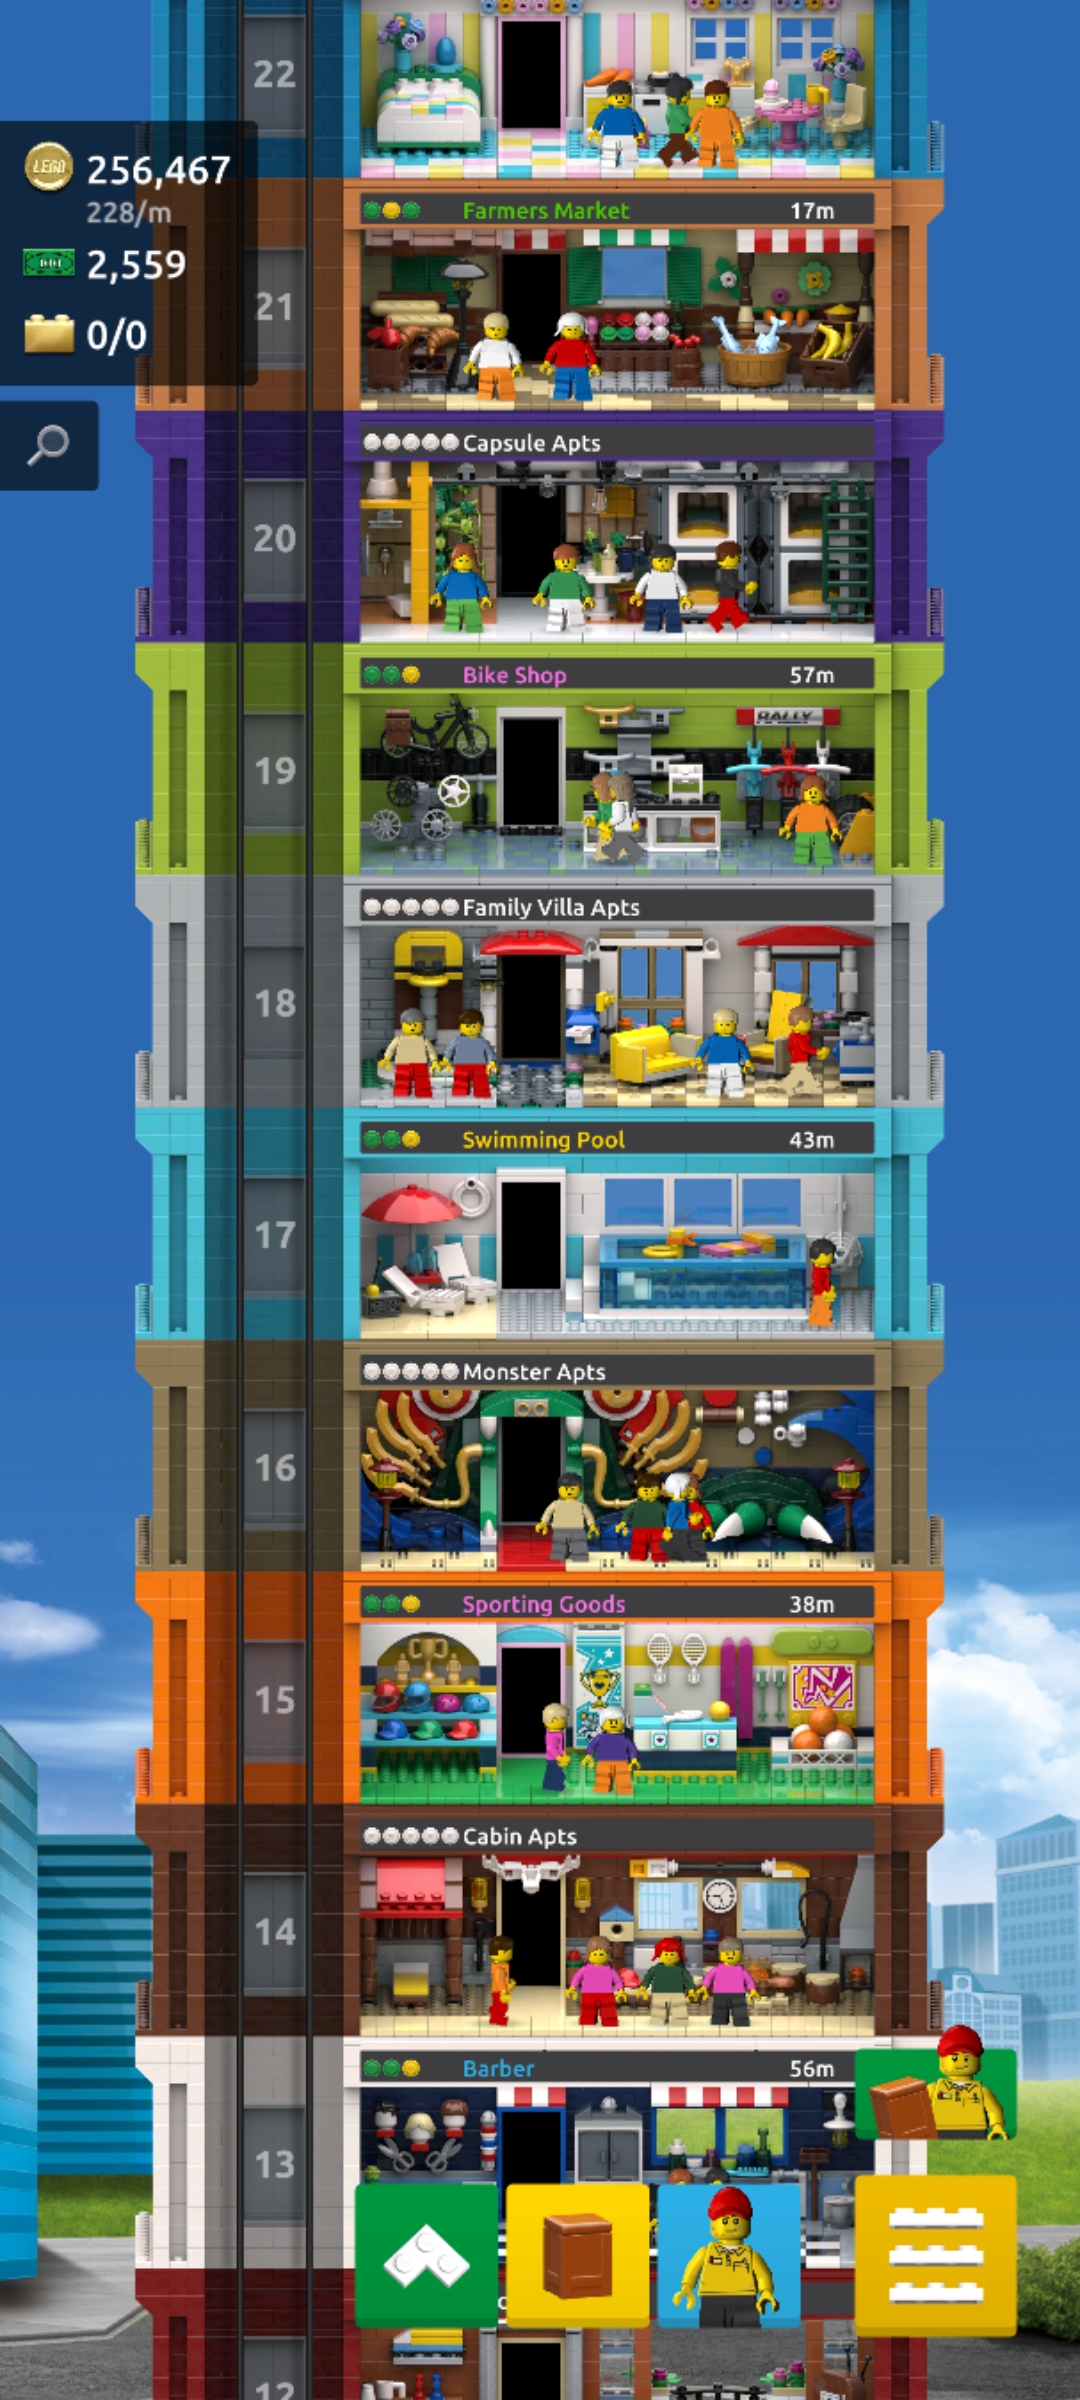 22
LEGO
256,467
228/m
2,559
0/0
Farmers Market 17m
21
Capsule Apts
20
Bike Shop 57m
RALLY
19
Family Villa Apts
18
Swimming Pool 43m
17
Monster Apts
16
Sporting Goods 38m
15
Cabin Apts
14
Barber 56m
13
12